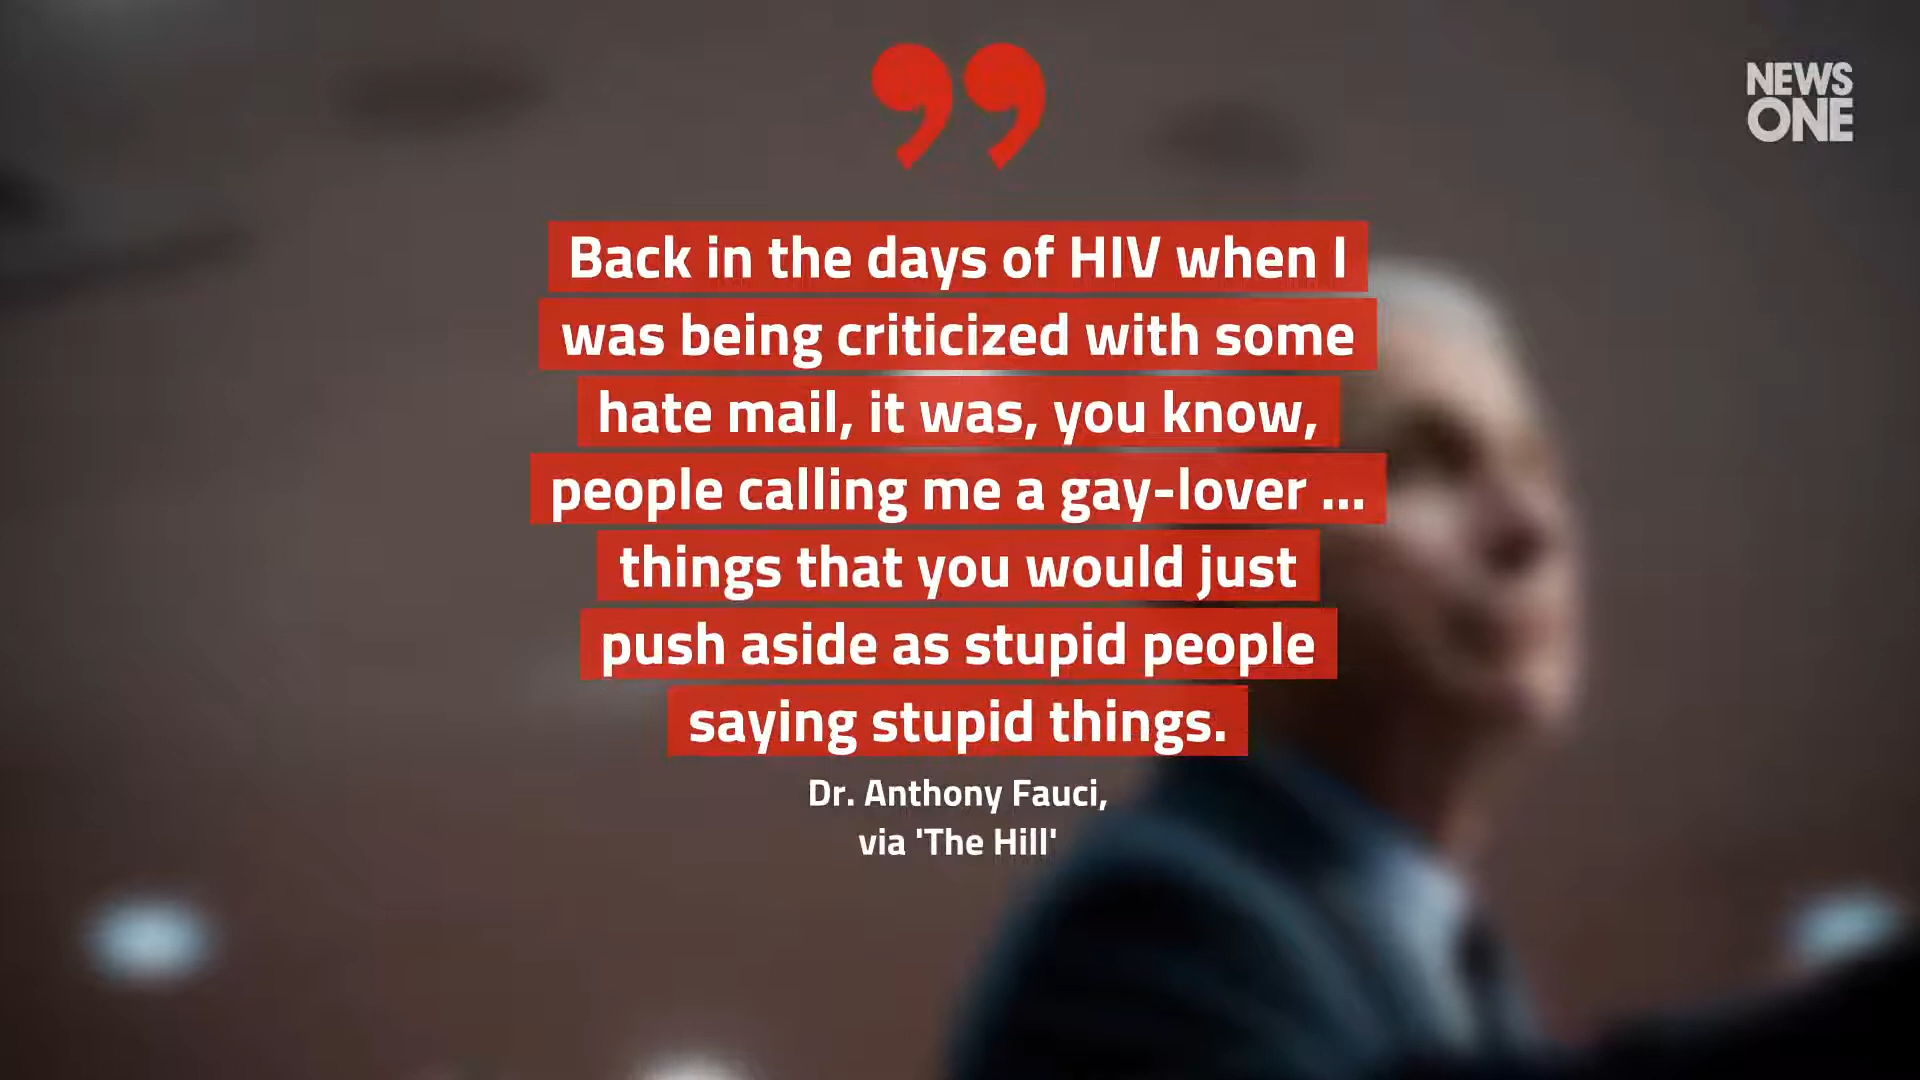 ”
NEWS
ONE
Back in the days of HIV when I
was being criticized with some
hate mail, it was, you know,
people calling me a gay-lover ...
things that you would just
push aside as stupid people
saying stupid things.
Dr. Anthony Fauci,
via 'The Hill'